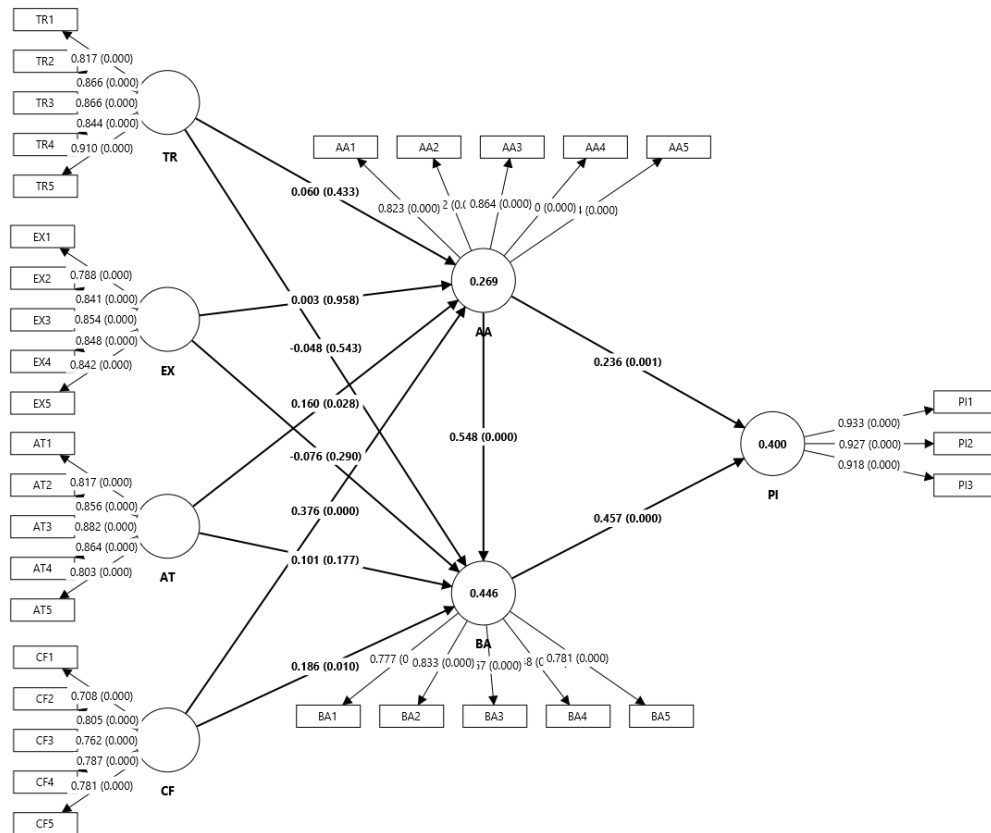 TR1
0.817 (0.000)
TR2
0.866 (0.000)
TR3
0.866 (0.000)
TR4
0.844 (0.000)
0.910 (0.000)
TR5
TR
EX1
0.788 (0.000)
EX2
0.841 (0.000)
EX3
0.854 (0.000)
EX4
0.848 (0.000)
0.842 (0.000)
EX5
EX
AT1
0.817 (0.000)
AT2
0.856 (0.000)
AT3
0.882 (0.000)
AT4
0.864 (0.000)
0.803 (0.000)
AT5
AT
CF1
0.708 (0.000)
CF2
0.805 (0.000)
CF3
0.762 (0.000)
CF4
0.787 (0.000)
0.781 (0.000)
CF5
CF
0.060 (0.433)
0.003 (0.958)
-0.048 (0.543)
0.160 (0.028)
-0.076 (0.290)
0.376 (0.000)
0.101 (0.177)
0.186 (0.010)
AA1 AA2 AA3 AA4 AA5
0.823 (0.000) 0.864 (0.000) (0.000)
0.269
AA
0.548 (0.000)
0.446
BA
0.777 0.833 (0.000) (0.000) 0.781 (0.000)
BA1 BA2 BA3 BA4 BA5
0.236 (0.001)
0.457 (0.000)
0.400
PI
0.933 (0.000)
0.927 (0.000)
0.918 (0.000)
PI1
PI2
PI3